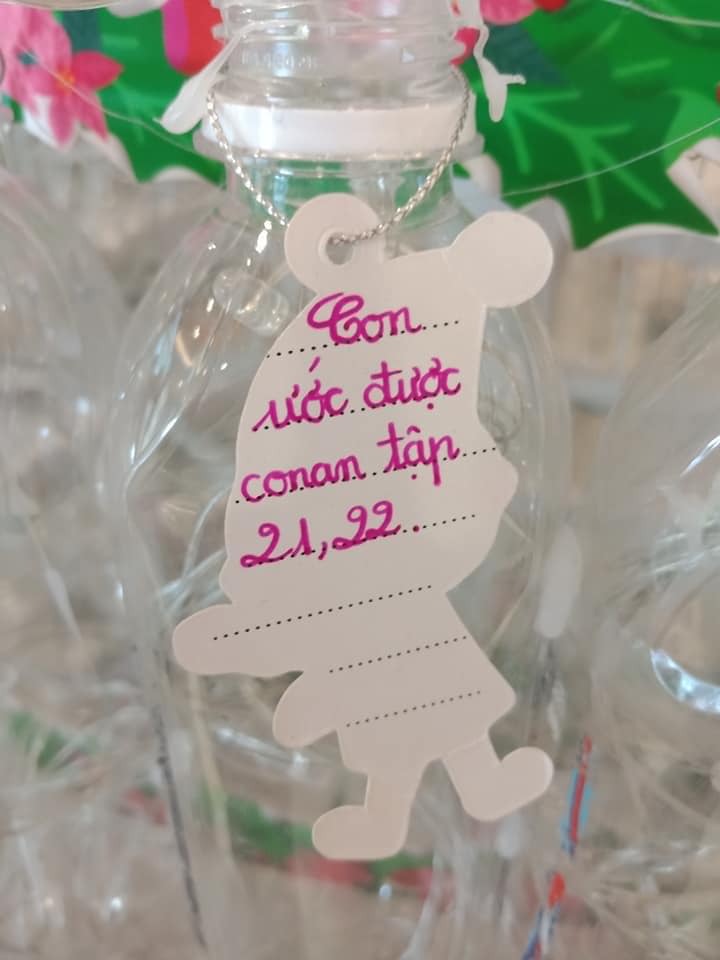 Con
ước được
conan tập
21, 22.